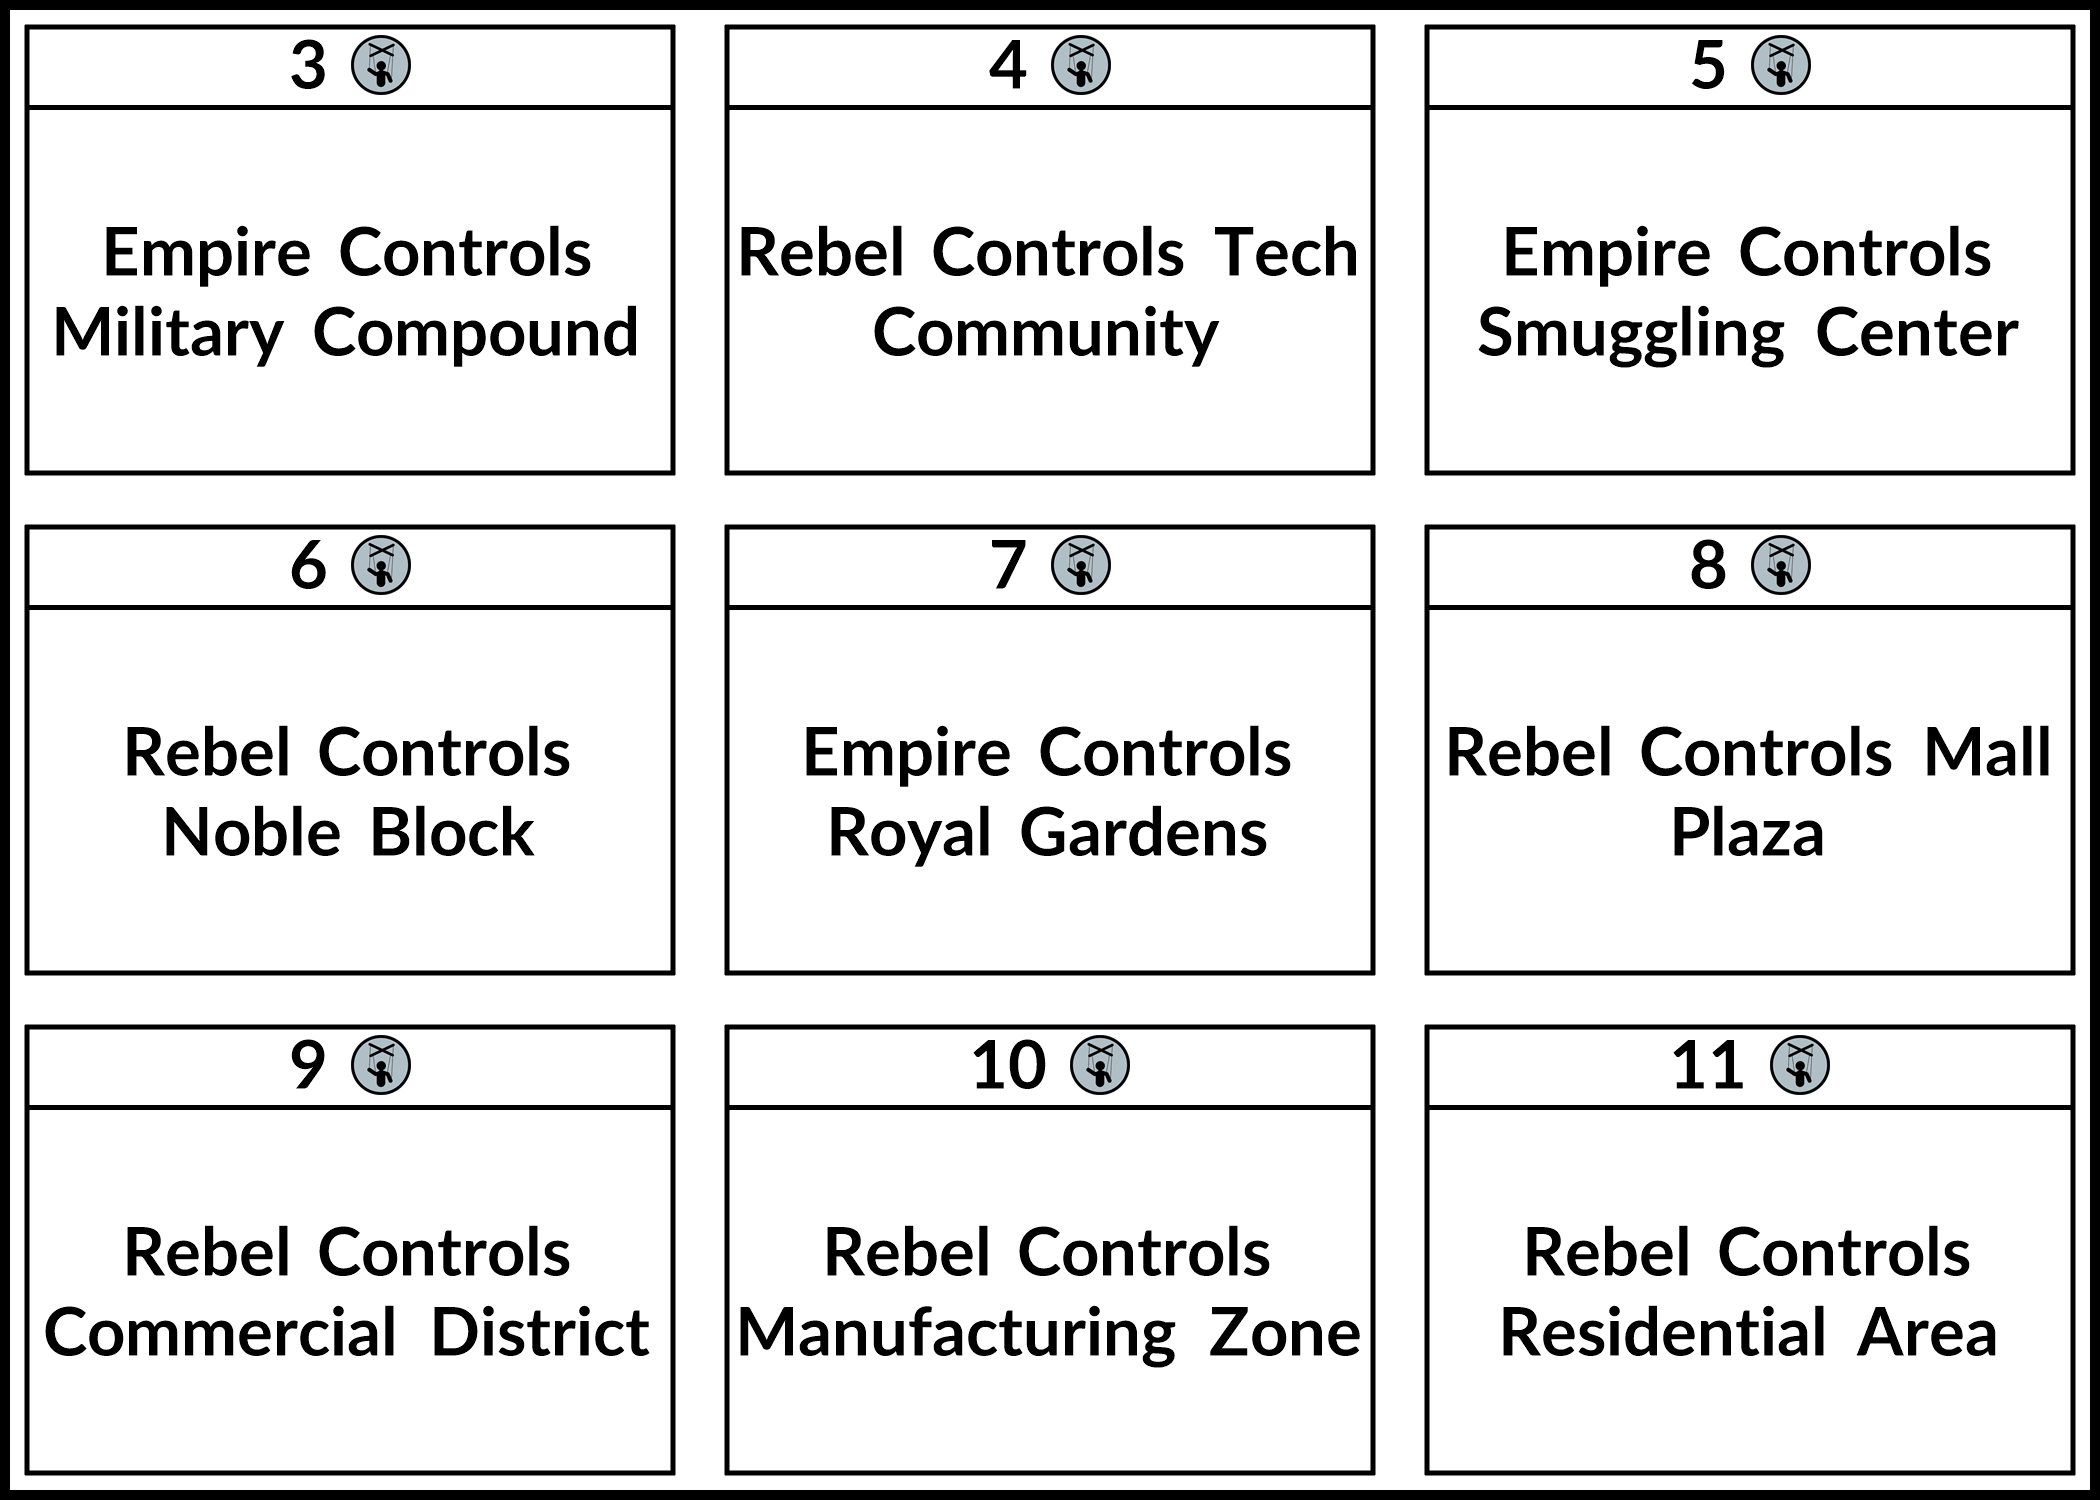 3
Empire Controls
Military Compound
4
Rebel Controls Tech
Community
5
Empire Controls
Smuggling Center
6
Rebel Controls
Noble Block
7
Empire Controls
Royal Gardens
8
Rebel Controls Mall
Plaza
9
Rebel Controls
Commercial District
10
Rebel Controls
Manufacturing Zone
11
Rebel Controls
Residential Area